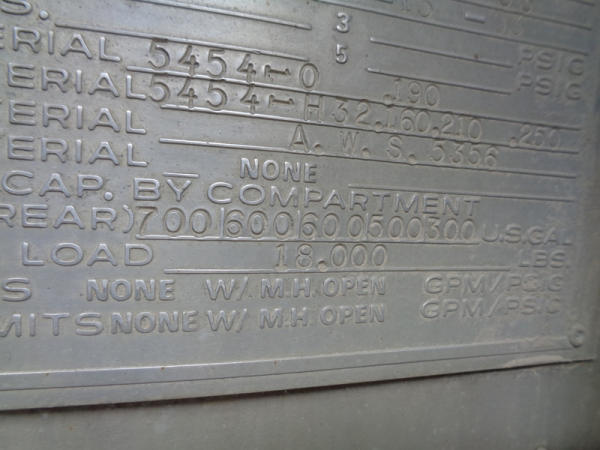 S.
3
5 PSIG
ERIAL 5454-O .190 PSIG
ERIAL 5454-H32 .160 .210 .250
ERIAL A. W. S. 5356
ERIAL NONE
CAP. BY COMPARTMENT
REAR) 700 600 600 500 300 U.S.GAL
LOAD 18.000 LBS.
S NONE W/ M.H. OPEN GPM/PSIG
MITS NONE W/ M.H. OPEN GPM/PSIG
©